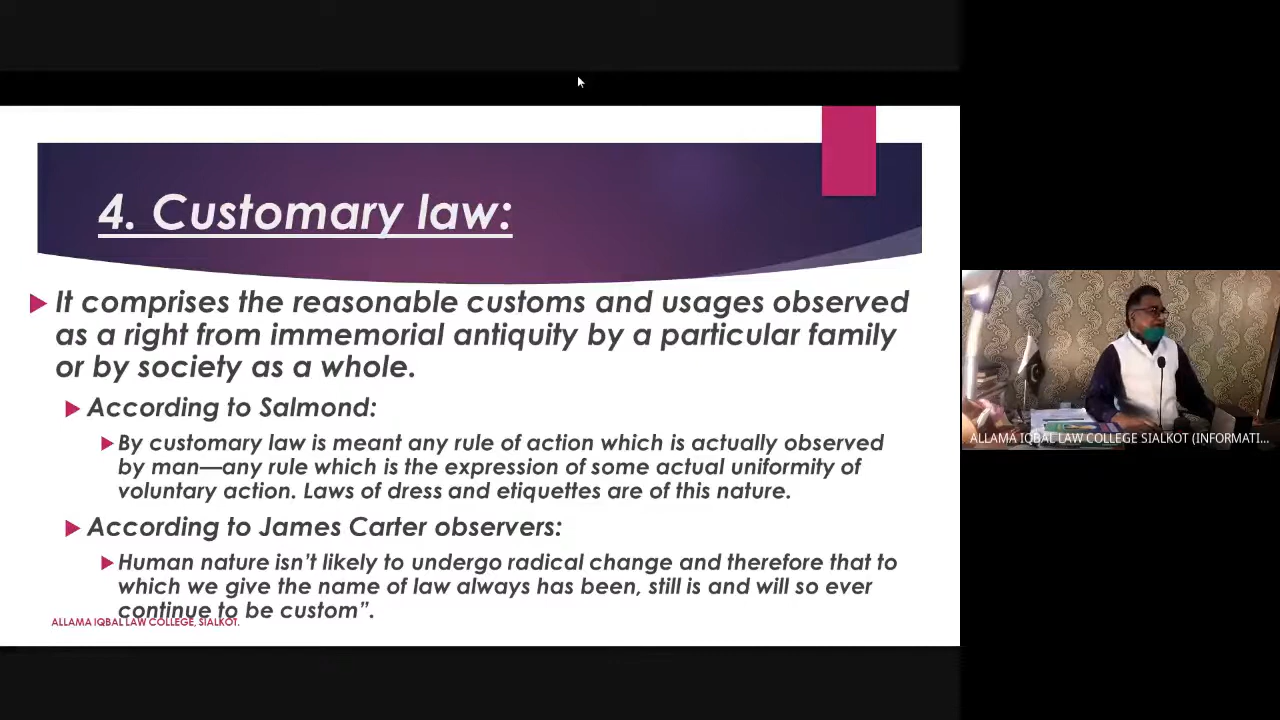 4. Customary law:
It comprises the reasonable customs and usages observed
as a right from immemorial antiquity by a particular family
or by society as a whole.
According to Salmond:
By customary law is meant any rule of action which is actually observed
by man—any rule which is the expression of some actual uniformity of
voluntary action. Laws of dress and etiquettes are of this nature.
According to James Carter observers:
Human nature isn't likely to undergo radical change and therefore that to
which we give the name of law always has been, still is and will so ever
continue to be custom”.
ALLAMA IQBAL LAW COLLEGE, SIALKOT.
ALLAMA IQBAL LAW COLLEGE SIALKOT (INFORMATI...